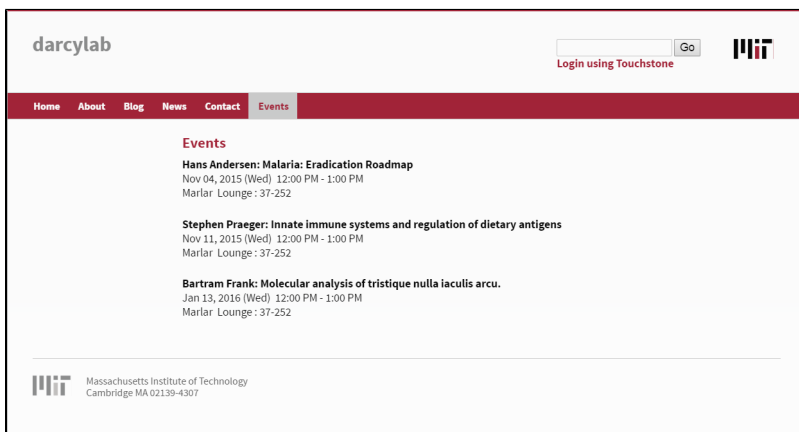 darcylab
Go
MIT
Login using Touchstone
Home About Blog News Contact Events
Events
Hans Andersen: Malaria: Eradication Roadmap
Nov 04, 2015 (Wed) 12:00 PM - 1:00 PM
Marlar Lounge : 37-252
Stephen Praeger: Innate immune systems and regulation of dietary antigens
Nov 11, 2015 (Wed) 12:00 PM - 1:00 PM
Marlar Lounge : 37-252
Bartram Frank: Molecular analysis of tristique nulla iaculis arcu.
Jan 13, 2016 (Wed) 12:00 PM - 1:00 PM
Marlar Lounge : 37-252
MIT
Massachusetts Institute of Technology
Cambridge MA 02139-4307